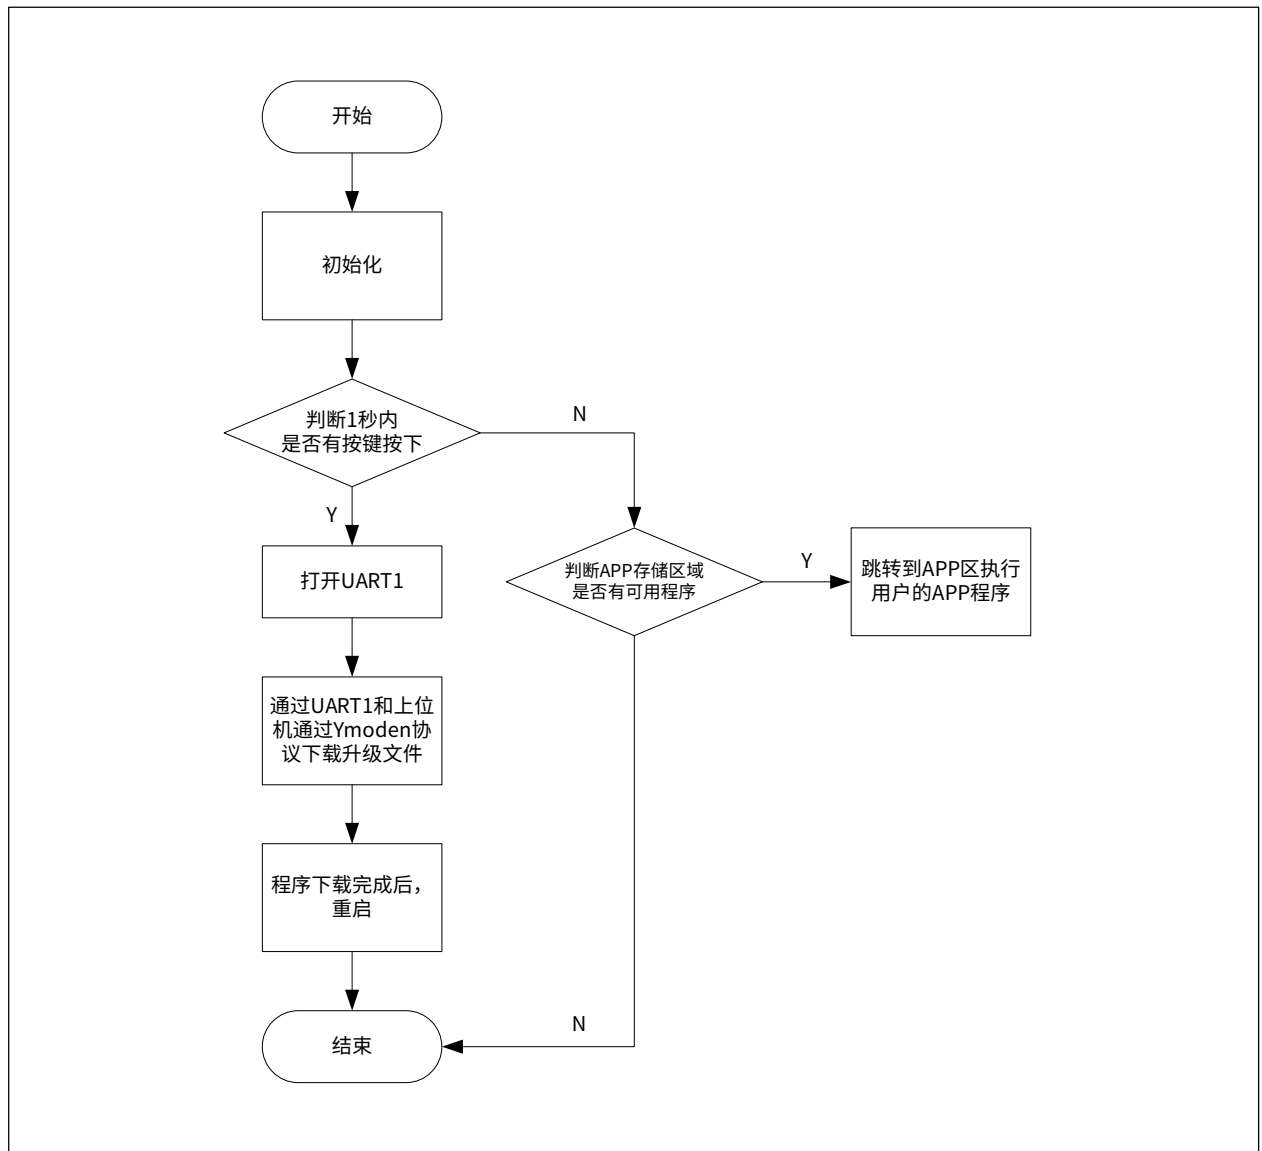 开始
初始化
判断1秒内
是否有按键按下
N
Y
打开UART1
判断APP存储区域
是否有可用程序
Y
跳转到APP区执行
用户的APP程序
通过UART1和上位
机通过Ymoden协
议下载升级文件
程序下载完成后，
重启
N
结束